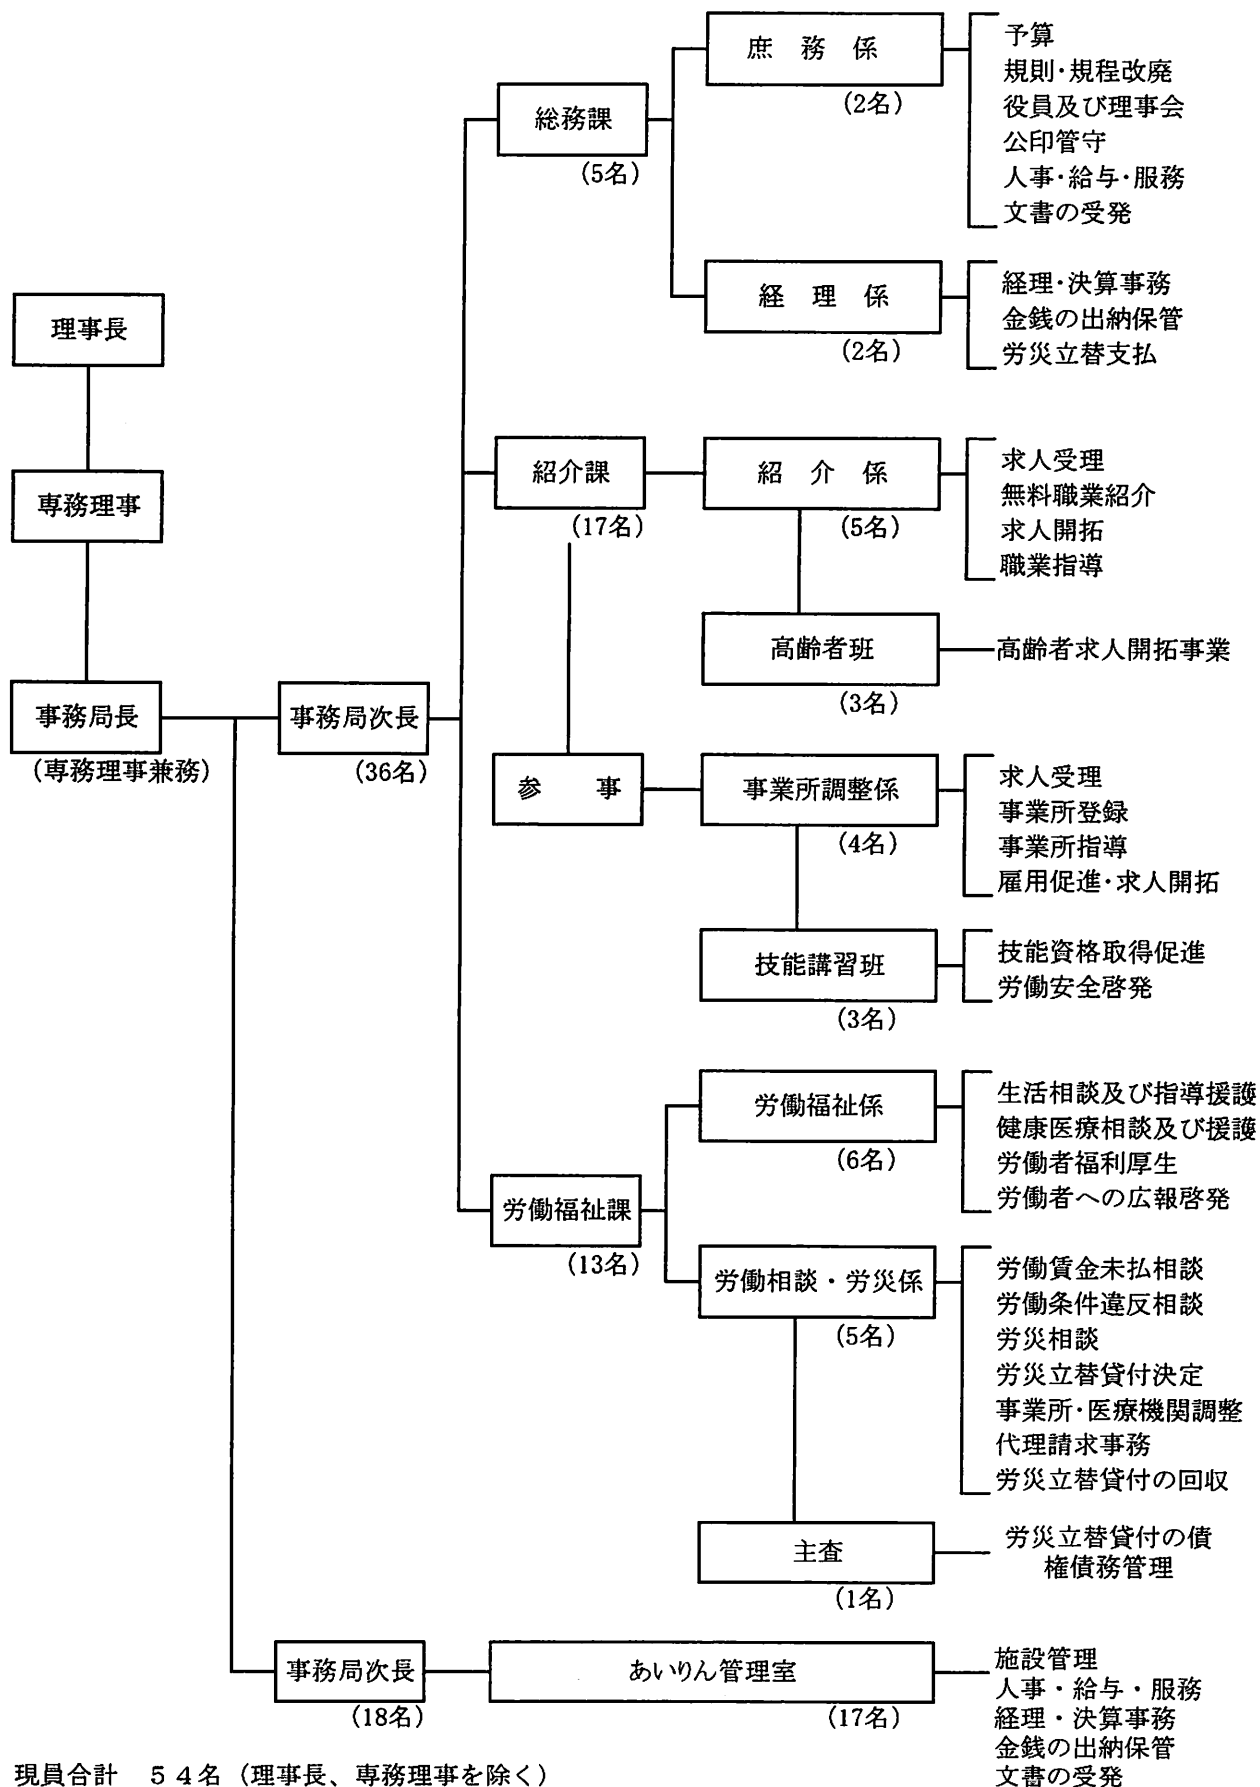 理事長
専務理事
事務局長
(専務理事兼務)
事務局次長
(36名)
総務課
(5名)
庶務係
(2名)
予算
規則・規程改廃
役員及び理事会
公印管守
人事・給与・服務
文書の受発
経理係
(2名)
経理・決算事務
金銭の出納保管
労災立替支払
紹介課
(17名)
紹介係
(5名)
求人受理
無料職業紹介
求人開拓
職業指導
高齢者班
(3名)
高齢者求人開拓事業
参事
事業所調整係
(4名)
求人受理
事業所登録
事業所指導
雇用促進・求人開拓
技能講習班
(3名)
技能資格取得促進
労働安全啓発
労働福祉課
(13名)
労働福祉係
(6名)
生活相談及び指導援護
健康医療相談及び援護
労働者福利厚生
労働者への広報啓発
労働相談・労災係
(5名)
労働賃金未払相談
労働条件違反相談
労災相談
労災立替貸付決定
事業所・医療機関調整
代理請求事務
労災立替貸付の回収
主査
(1名)
労災立替貸付の債
権債務管理
事務局次長
(18名)
あいりん管理室
(17名)
施設管理
人事・給与・服務
経理・決算事務
金銭の出納保管
文書の受発
現員合計 54名(理事長、専務理事を除く)